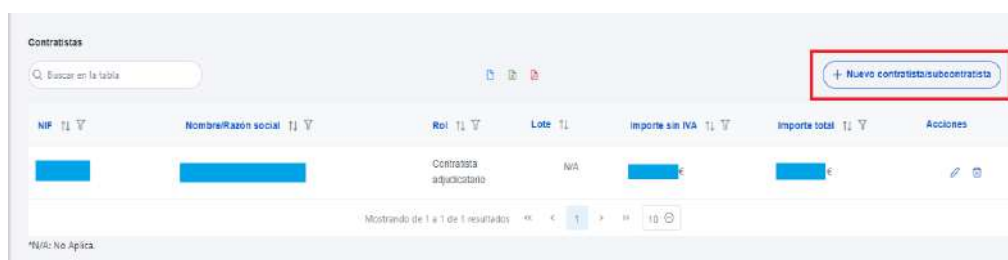 Contratistas
Buscar en la tabla
+ Nuevo contratista/subcontratista
NIF Nombre/Razón social Rol Lote Importe sin IVA Importe total Acciones
Contratista
adjudicatario
N/A € €
Mostrando de 1 a 1 de 1 resultados « < 1 > » 10
*N/A: No Aplica.